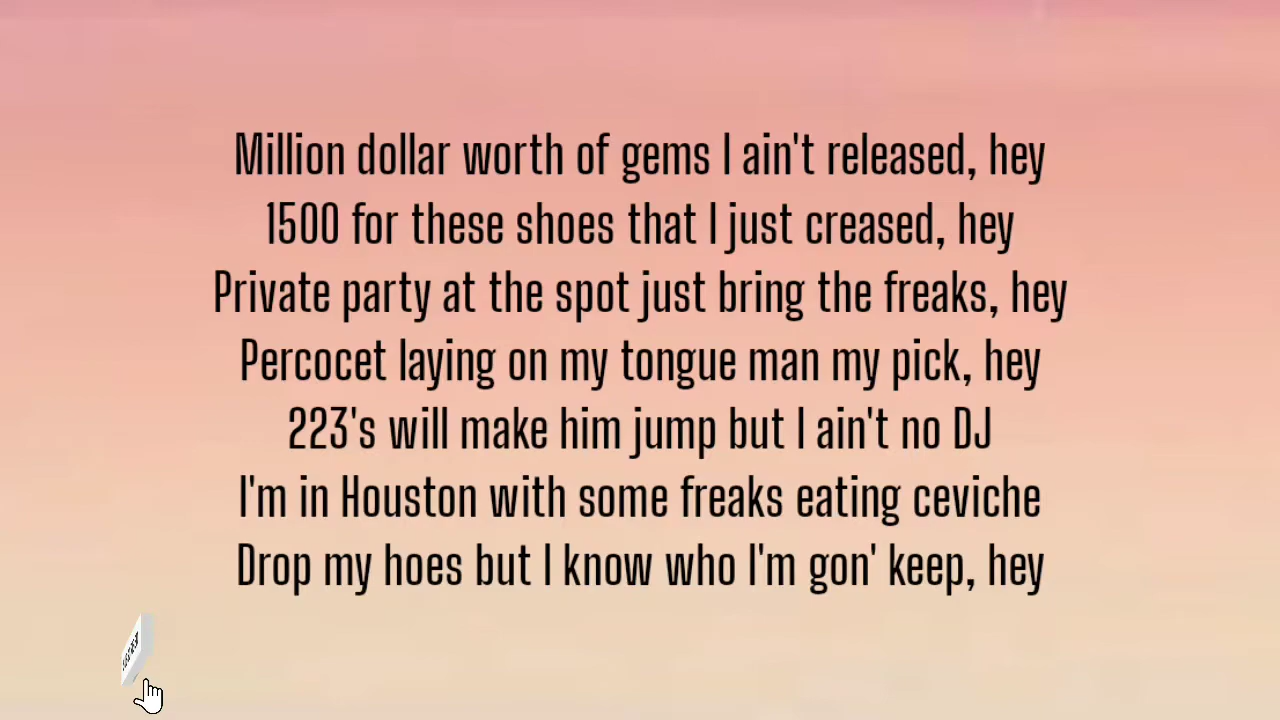 Million dollar worth of gems I ain't released, hey
1500 for these shoes that I just creased, hey
Private party at the spot just bring the freaks, hey
Percocet laying on my tongue man my pick, hey
223's will make him jump but I ain't no DJ
I'm in Houston with some freaks eating ceviche
Drop my hoes but I know who I'm gon' keep, hey